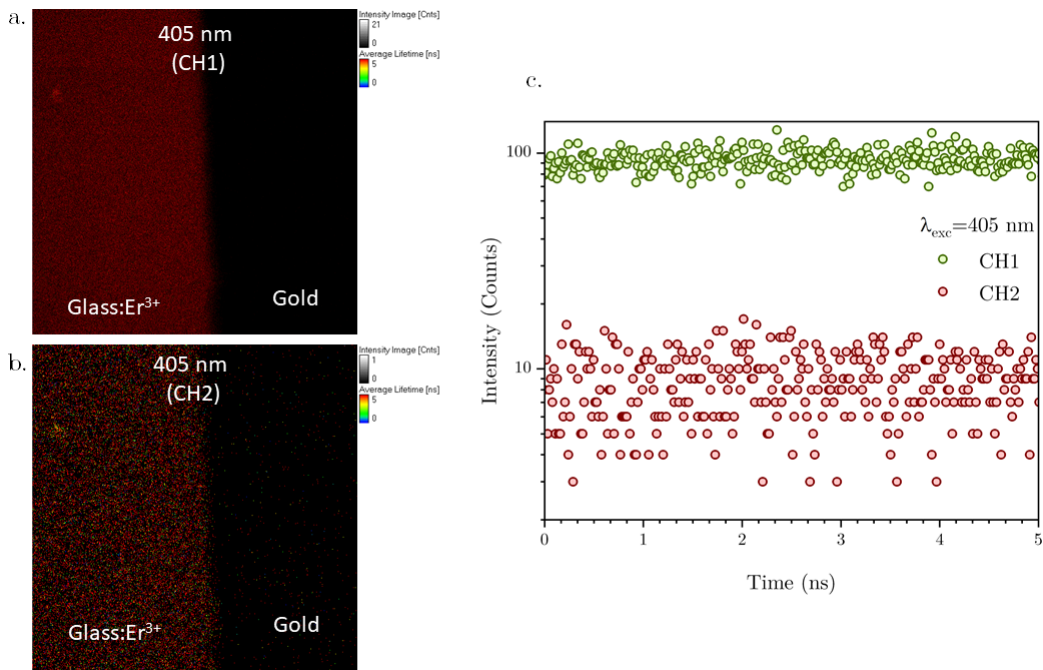 a.
405 nm
(CH1)
Glass:Er³⁺
Gold
Intensity Image [Cnts]
21
0
Average Lifetime [ns]
5
0
b.
405 nm
(CH2)
Glass:Er³⁺
Gold
Intensity Image [Cnts]
1
0
Average Lifetime [ns]
5
0
c.
100
10
Intensity (Counts)
λexc=405 nm
CH1
CH2
0 1 2 3 4 5
Time (ns)